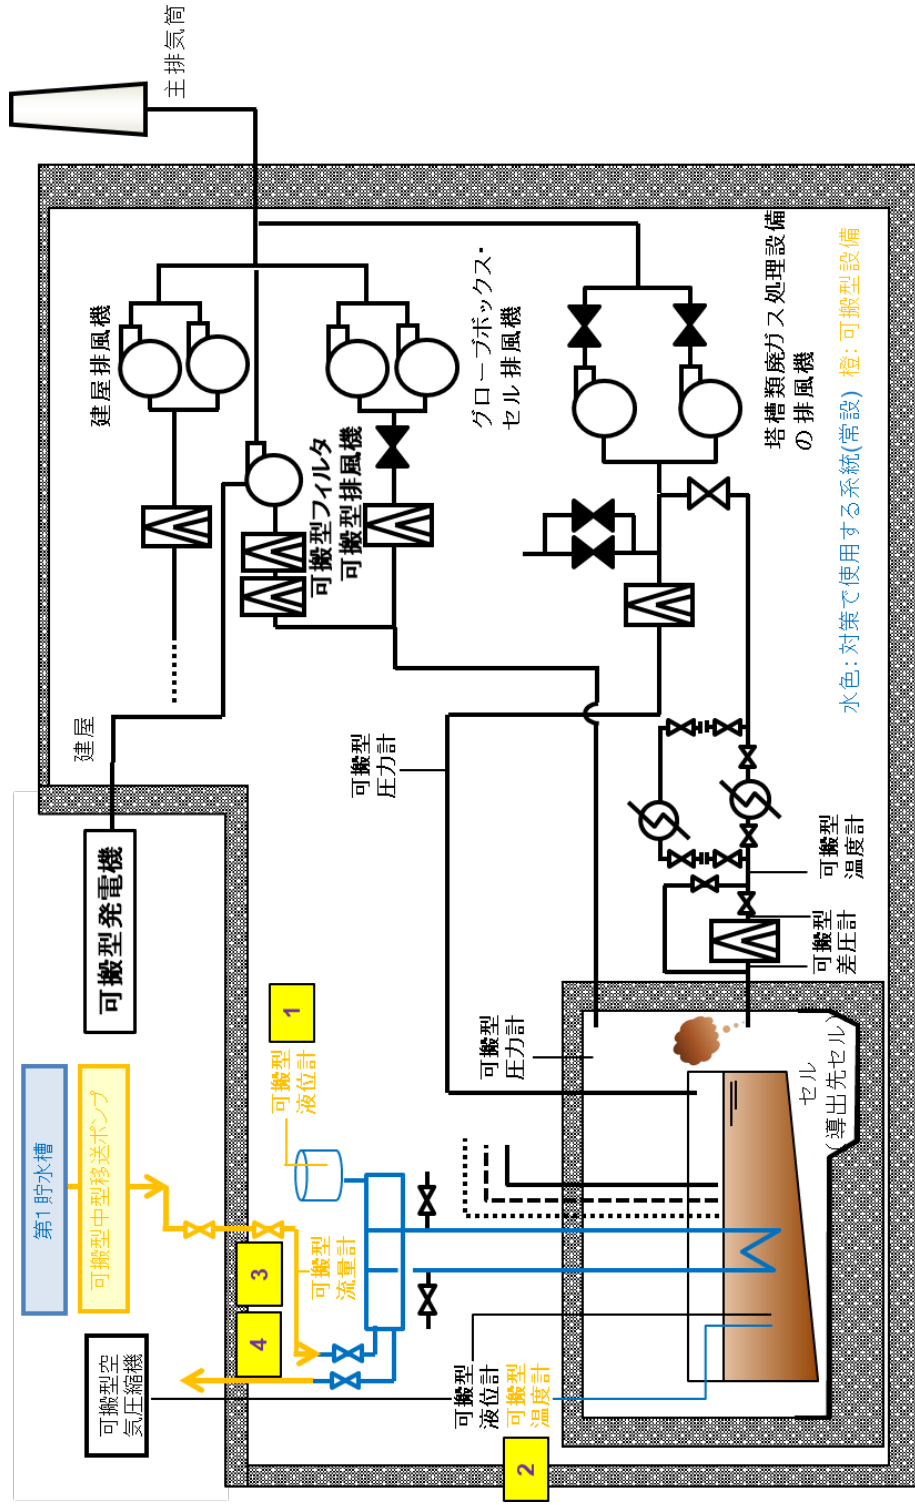 第1貯水槽
可搬型中型移送ポンプ
可搬型空
気圧縮機
可搬型発電機
建屋
主排気筒
建屋排風機
可搬型フィルタ
可搬型排風機
グローブボックス・
セル排風機
塔槽類廃ガス処理設備
の排風機
1
可搬型
液位計
3
可搬型
流量計
4
可搬型
圧力計
可搬型
圧力計
可搬型
液位計
可搬型
温度計
2
可搬型
差圧計
可搬型
温度計
セル
(導出先セル)
水色:対策で使用する系統(常設) 橙:可搬型設備